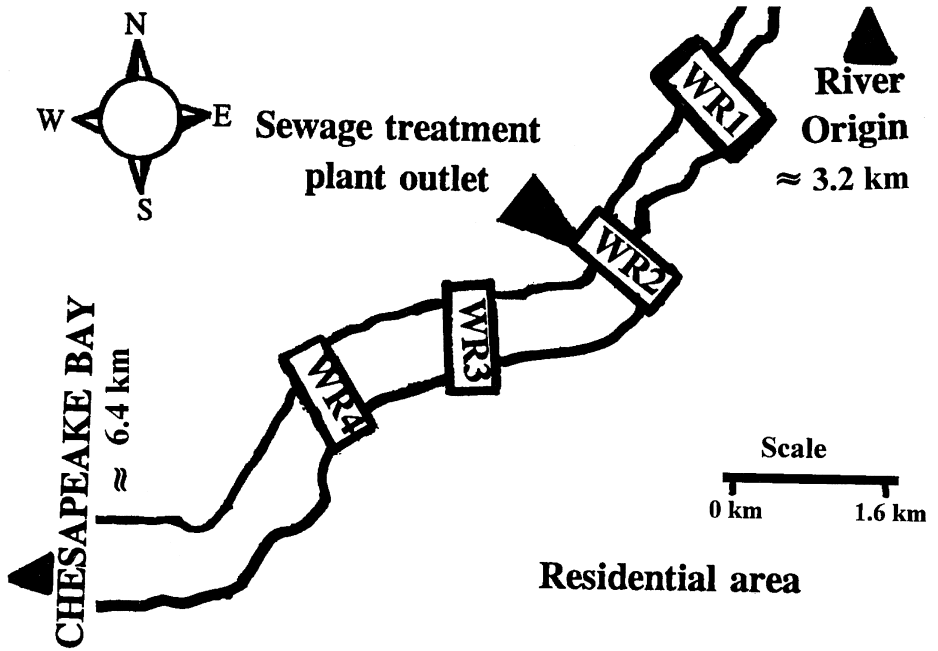 N
W
E
S
Sewage treatment
plant outlet
WR1
River
Origin
≈ 3.2 km
WR2
WR3
WR4
CHESAPEAKE BAY
≈ 6.4 km
Scale
0 km
1.6 km
Residential area